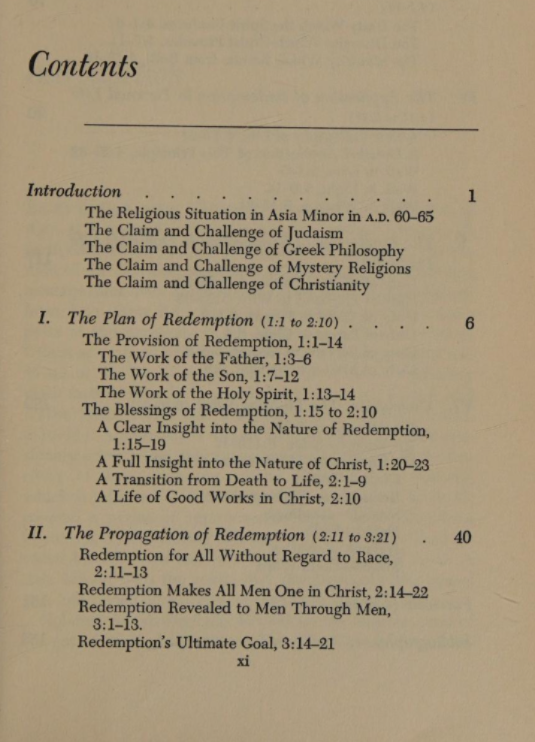 Contents
Introduction . . . . . . . . . . . . 1
The Religious Situation in Asia Minor in A.D. 60–65
The Claim and Challenge of Judaism
The Claim and Challenge of Greek Philosophy
The Claim and Challenge of Mystery Religions
The Claim and Challenge of Christianity
I. The Plan of Redemption (1:1 to 2:10) . . . . 6
The Provision of Redemption, 1:1–14
The Work of the Father, 1:3–6
The Work of the Son, 1:7–12
The Work of the Holy Spirit, 1:13–14
The Blessings of Redemption, 1:15 to 2:10
A Clear Insight into the Nature of Redemption,
1:15–19
A Full Insight into the Nature of Christ, 1:20–23
A Transition from Death to Life, 2:1–9
A Life of Good Works in Christ, 2:10
II. The Propagation of Redemption (2:11 to 3:21) . 40
Redemption for All Without Regard to Race,
2:11–13
Redemption Makes All Men One in Christ, 2:14–22
Redemption Revealed to Men Through Men,
3:1–13.
Redemption's Ultimate Goal, 3:14–21
xi